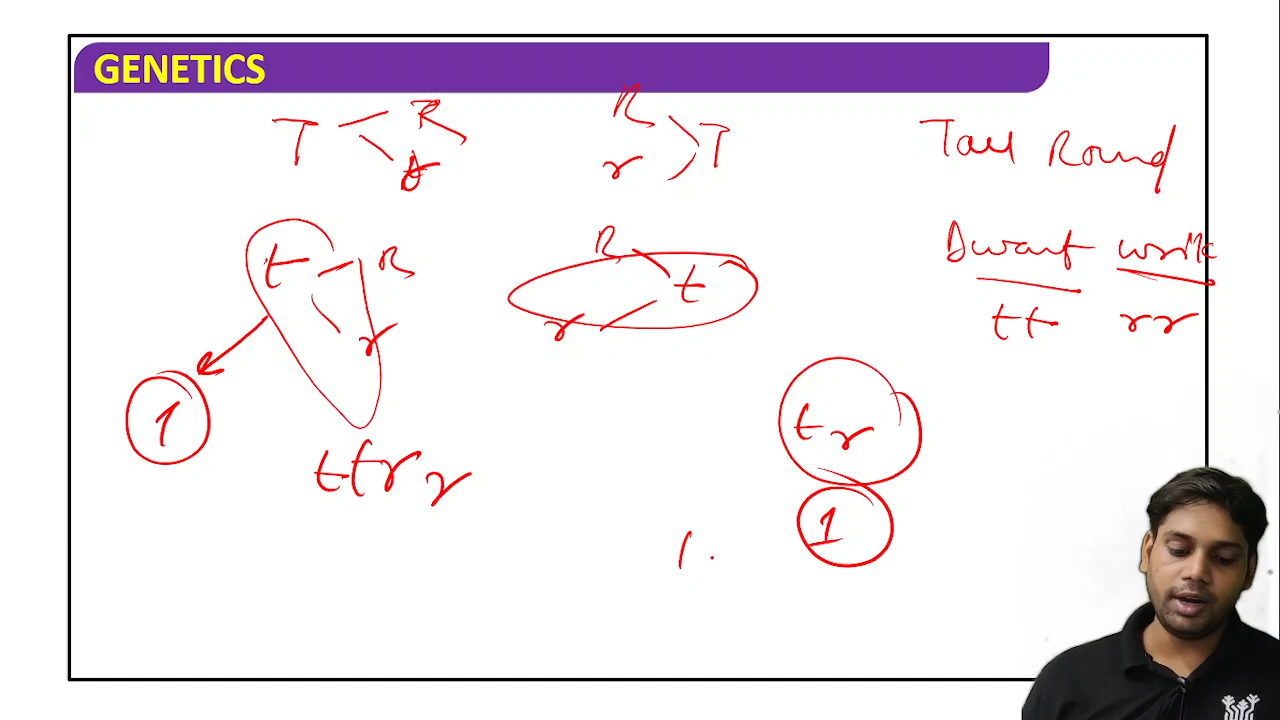 GENETICS
T R R T Tall Round
r r
t R R t Dwarf
r r tt rr
1
tr
ttrr
1
1.